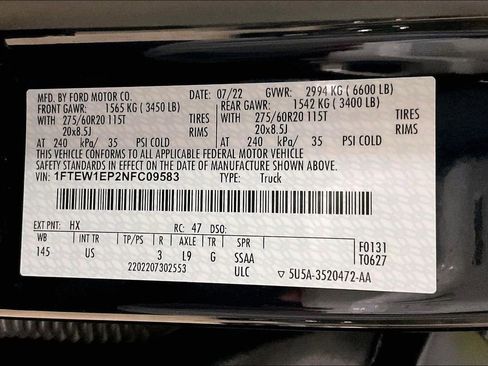 MFD. BY FORD MOTOR CO. DATE: 07/22 GVWR: 2994 KG ( 6600 LB)
FRONT GAWR: 1565 KG ( 3450 LB) REAR GAWR: 1542 KG ( 3400 LB)
WITH 275/60R20 115T TIRES WITH 275/60R20 115T TIRES
20x8.5J RIMS 20x8.5J RIMS
AT 240 kPa/ 35 PSI COLD AT 240 kPa/ 35 PSI COLD
THIS VEHICLE CONFORMS TO ALL APPLICABLE FEDERAL MOTOR VEHICLE
SAFETY STANDARDS IN EFFECT ON THE DATE OF MANUFACTURE SHOWN ABOVE.
VIN: 1FTEW1EP2NFC09583 TYPE: Truck
EXT PNT: HX RC: 47 DSO: F0131
WB INT TR TP/PS R AXLE TR SPR T0627
145 US 3 L9 G SSAA
2202207302553 ULC 5U5A-3520472-AA